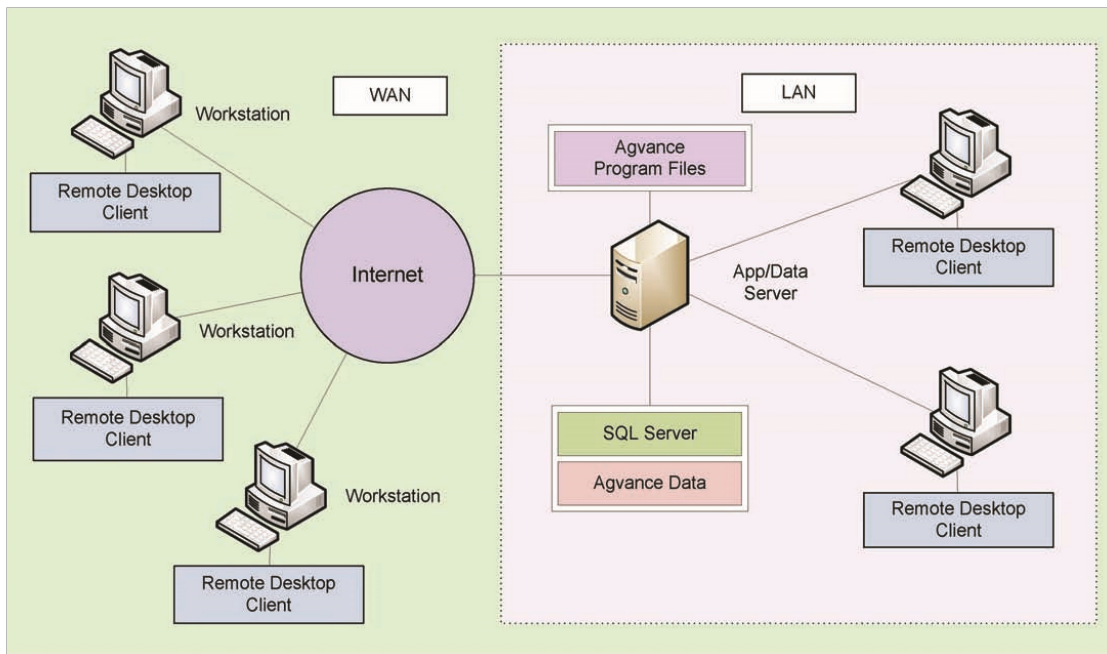 WAN
LAN
Workstation
Remote Desktop
Client
Agvance
Program Files
Remote Desktop
Client
Internet
App/Data
Server
Workstation
Remote Desktop
Client
SQL Server
Agvance Data
Workstation
Remote Desktop
Client
Remote Desktop
Client